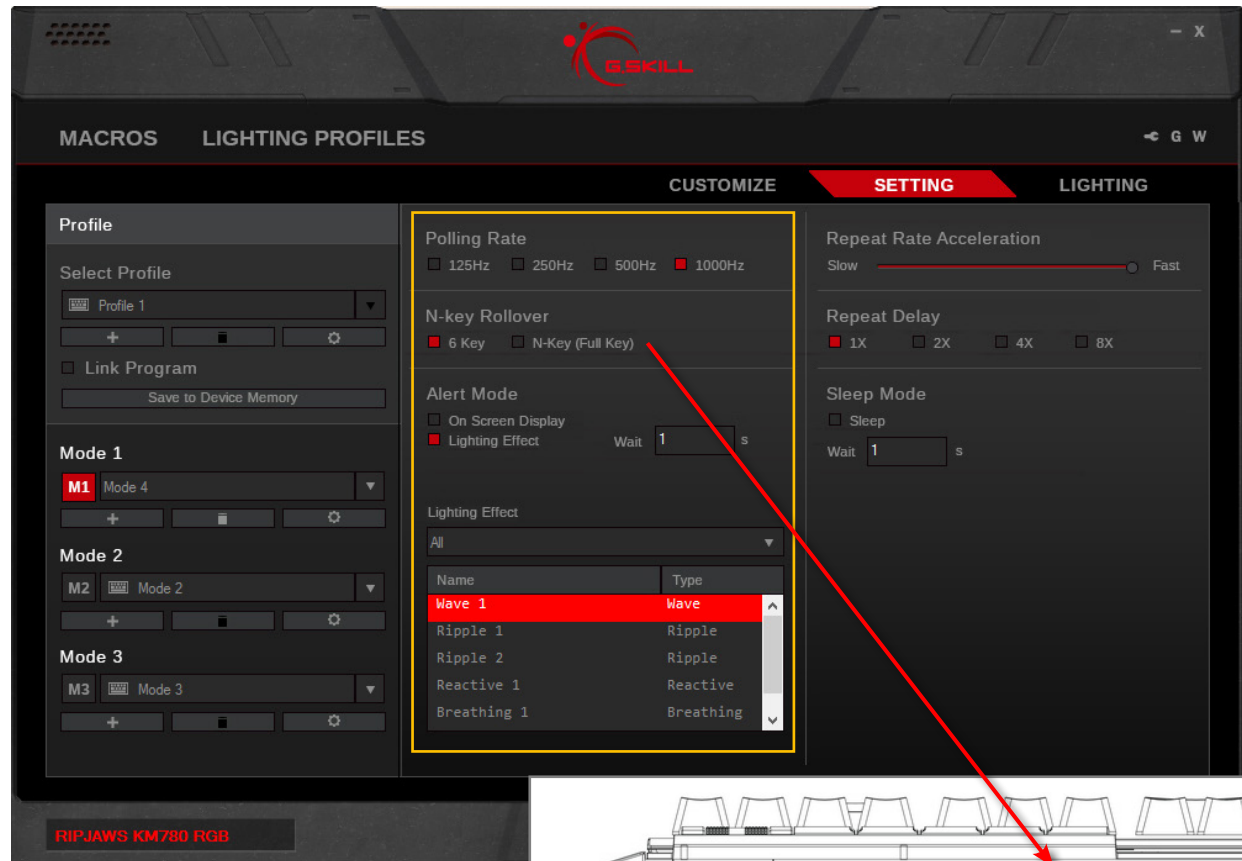 G.SKILL
- X
MACROS LIGHTING PROFILES
G W
CUSTOMIZE SETTING LIGHTING
Profile
Select Profile
Profile 1
Link Program
Save to Device Memory
Mode 1
M1 Mode 4
Mode 2
M2 Mode 2
Mode 3
M3 Mode 3
Polling Rate
125Hz 250Hz 500Hz 1000Hz
N-key Rollover
6 Key N-Key (Full Key)
Alert Mode
On Screen Display
Lighting Effect Wait 1 s
Lighting Effect
All
Name Type
Wave 1 Wave
Ripple 1 Ripple
Ripple 2 Ripple
Reactive 1 Reactive
Breathing 1 Breathing
Repeat Rate Acceleration
Slow Fast
Repeat Delay
1X 2X 4X 8X
Sleep Mode
Sleep
Wait 1 s
RIPJAWS KM780 RGB